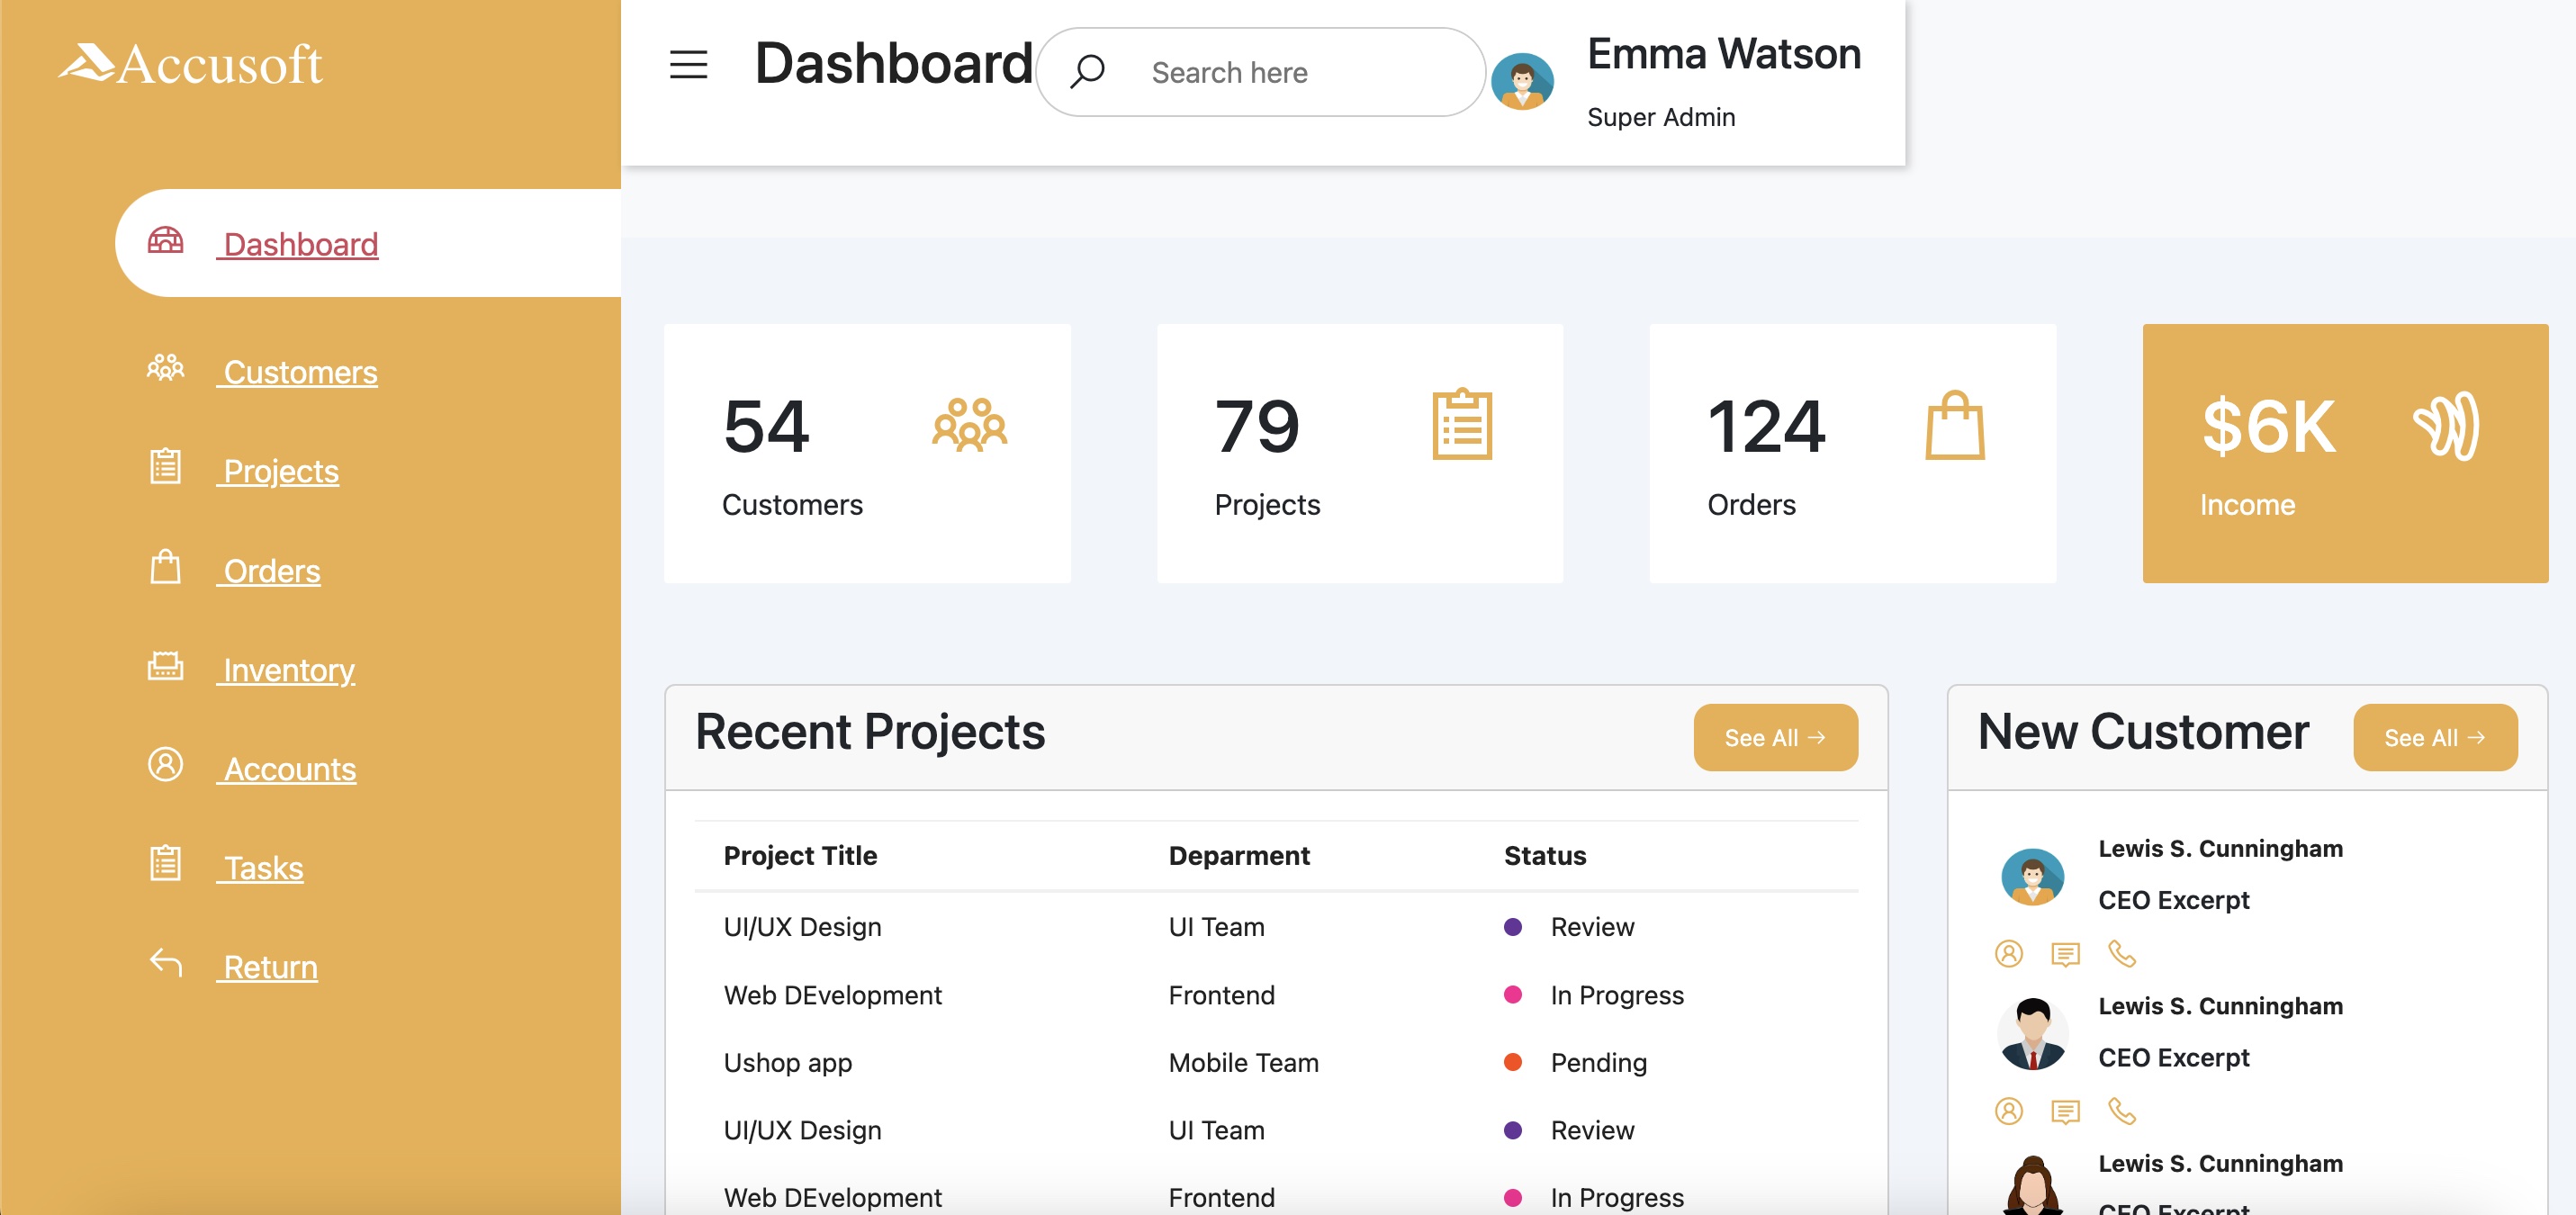 Accusoft
Dashboard
Customers
Projects
Orders
Inventory
Accounts
Tasks
Return
Dashboard
Search here
Emma Watson
Super Admin
54
Customers
79
Projects
124
Orders
$6K
Income
Recent Projects
See All →
Project Title Deparment Status
UI/UX Design UI Team Review
Web DEvelopment Frontend In Progress
Ushop app Mobile Team Pending
UI/UX Design UI Team Review
Web DEvelopment Frontend In Progress
New Customer
See All →
Lewis S. Cunningham
CEO Excerpt
Lewis S. Cunningham
CEO Excerpt
Lewis S. Cunningham
CEO Excerpt